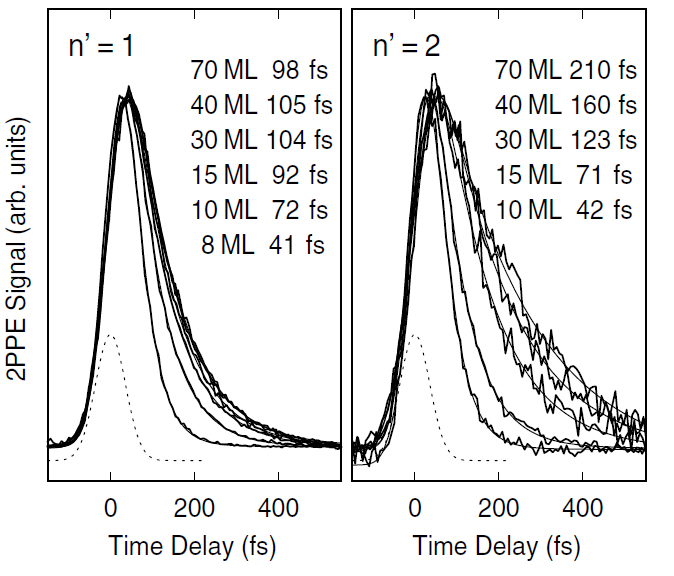 2PPE Signal (arb. units)
n' = 1
70 ML 98 fs
40 ML 105 fs
30 ML 104 fs
15 ML 92 fs
10 ML 72 fs
8 ML 41 fs
0 200 400
Time Delay (fs)
n' = 2
70 ML 210 fs
40 ML 160 fs
30 ML 123 fs
15 ML 71 fs
10 ML 42 fs
0 200 400
Time Delay (fs)